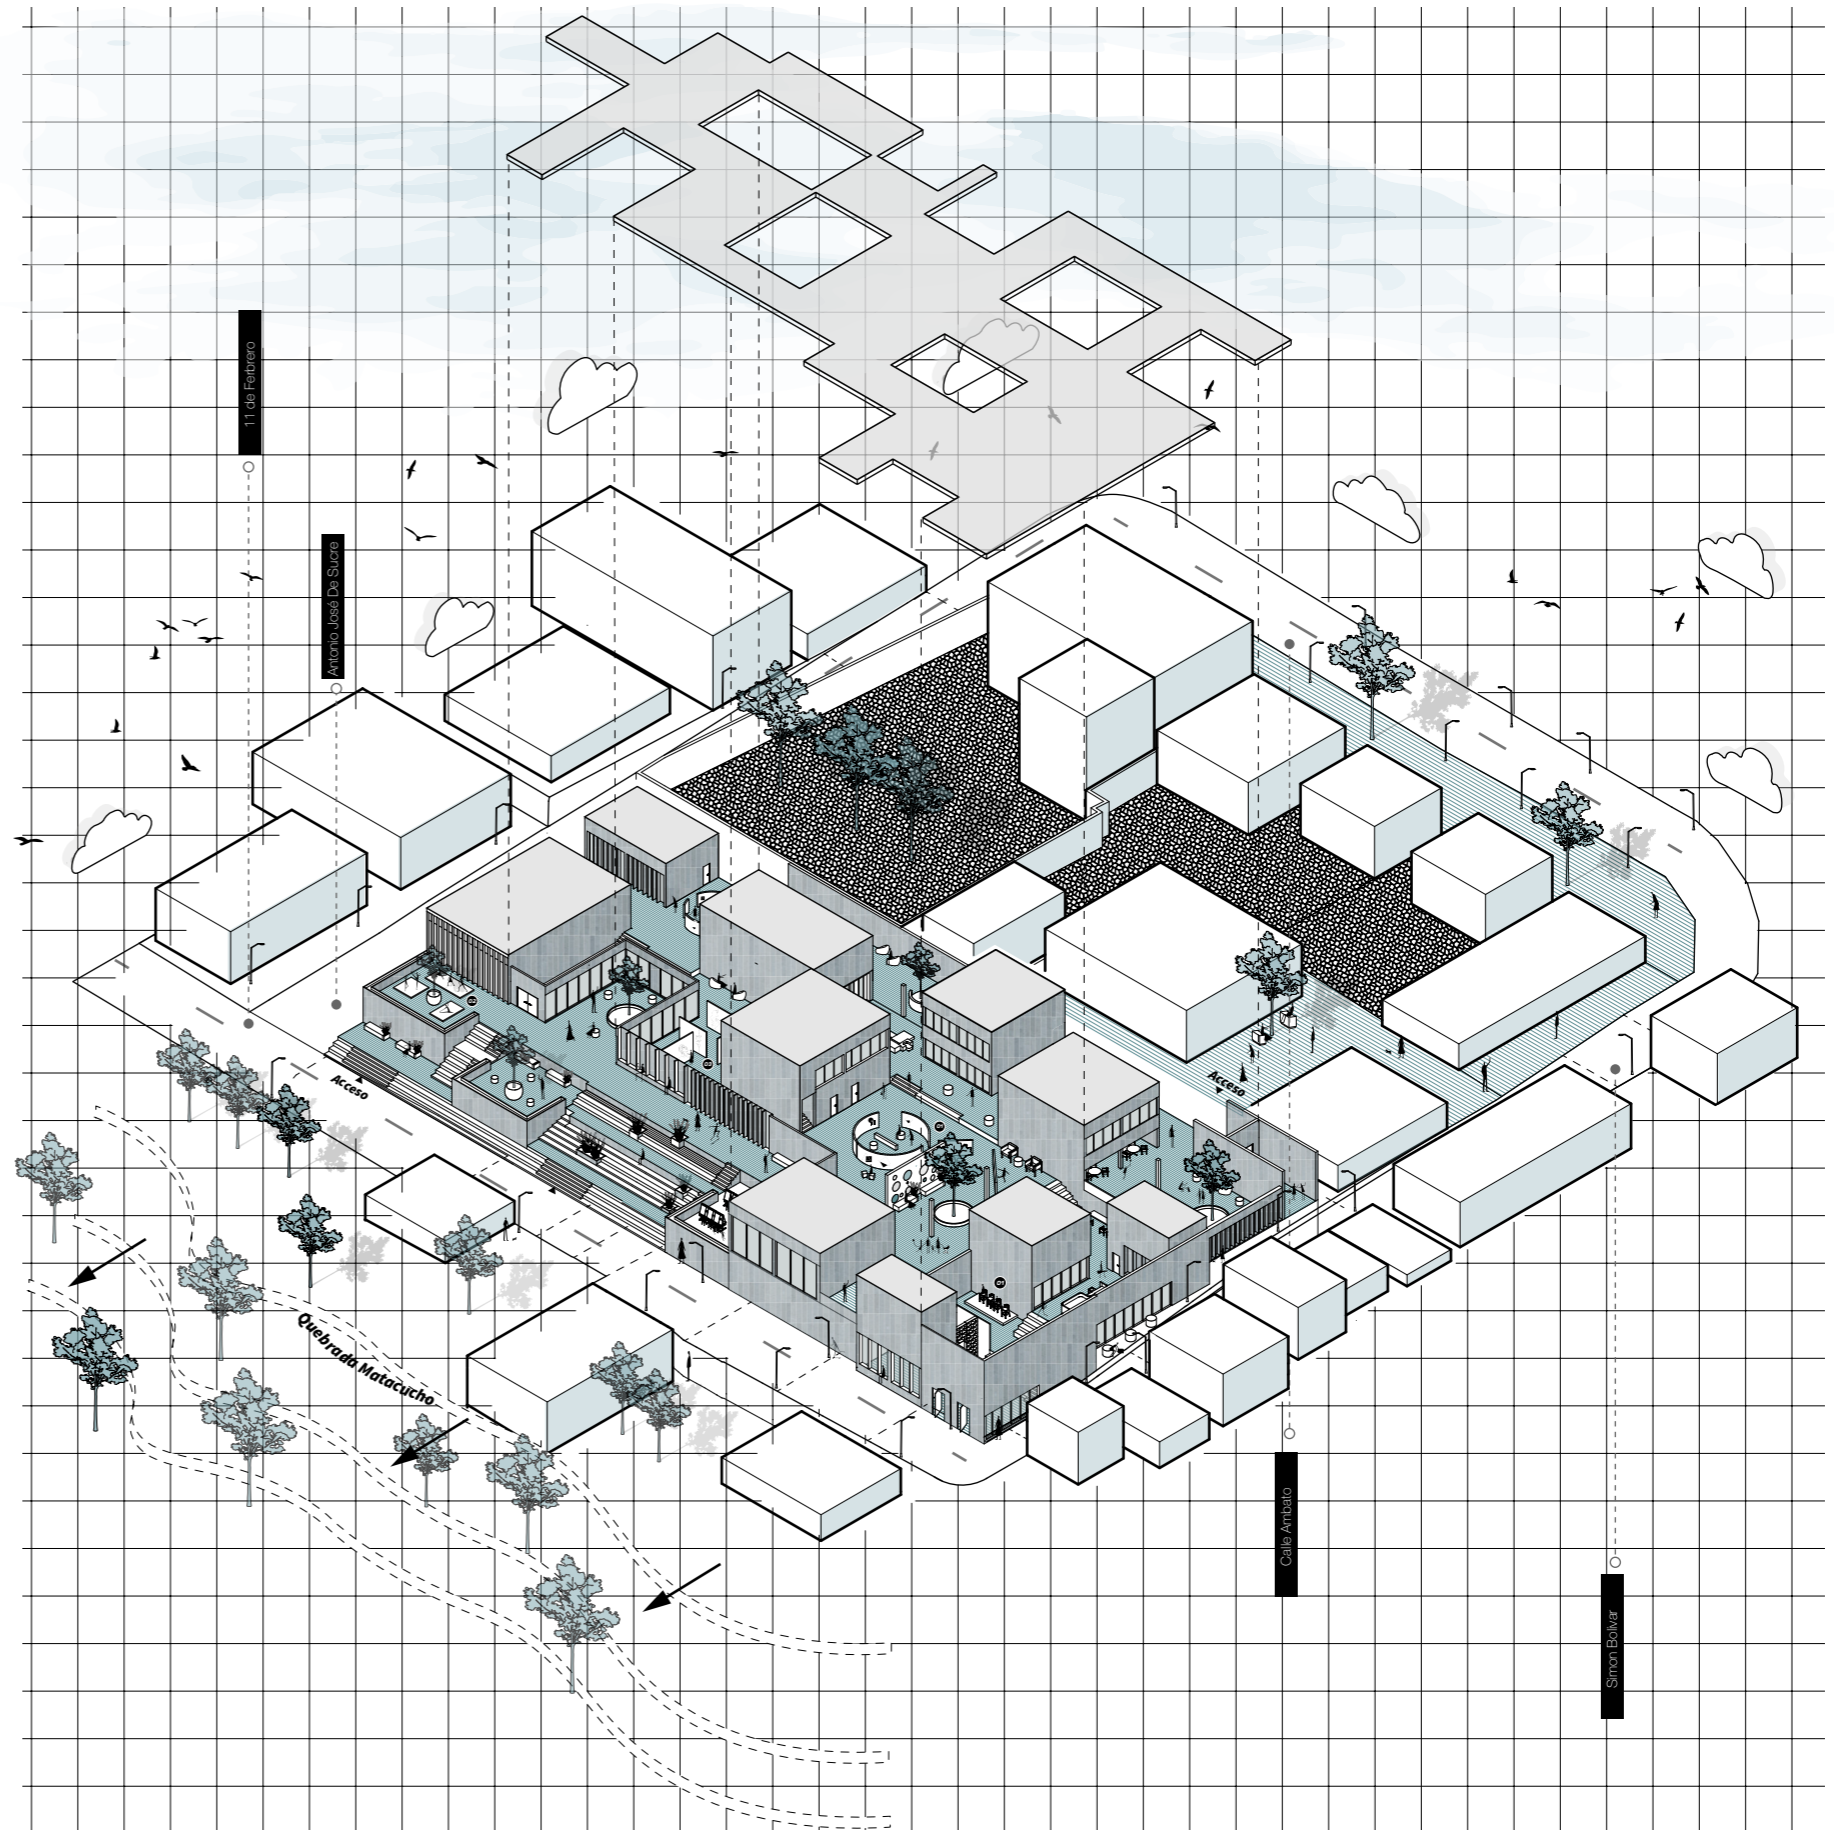 11 de Ferbrero
Antonio José De Sucre
Acceso
Acceso
Quebrada Matacucho
Calle Ambato
Simon Bolivar